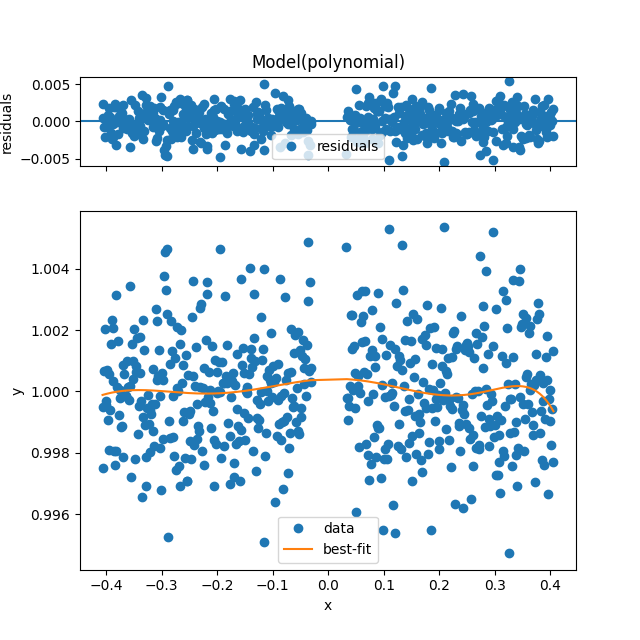 Model(polynomial)
residuals
0.005
0.000
−0.005
residuals
y
1.004
1.002
1.000
0.998
0.996
data
best-fit
−0.4 −0.3 −0.2 −0.1 0.0 0.1 0.2 0.3 0.4
x